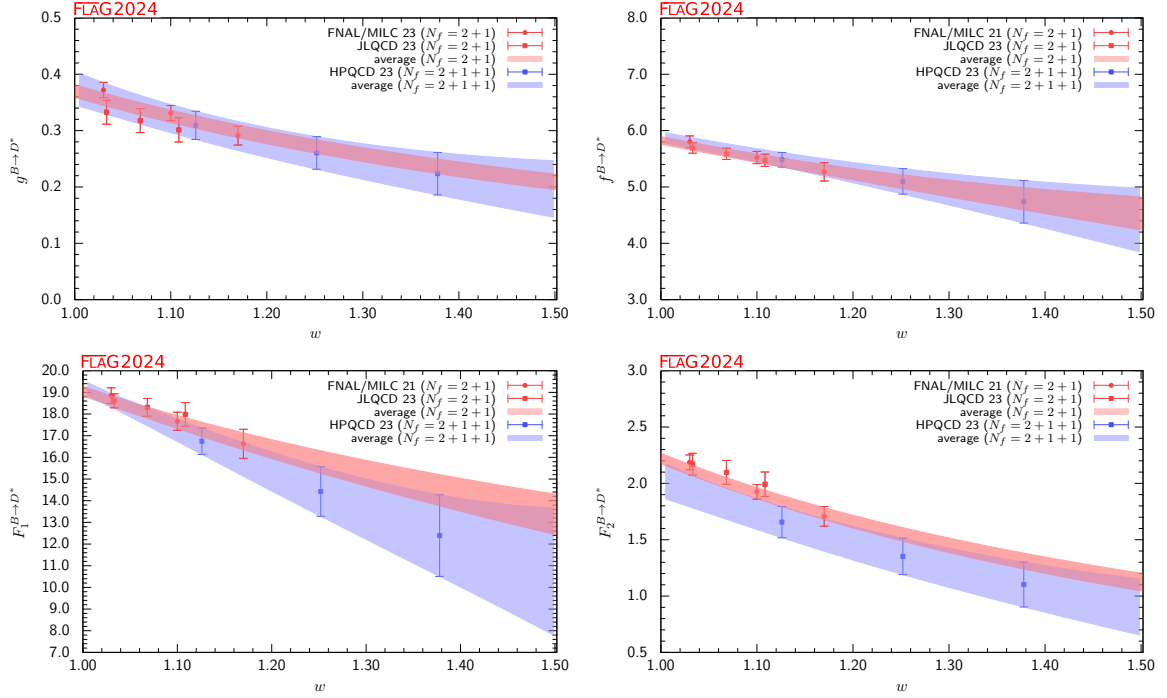 FLAG2024
FNAL/MILC 23 (N_f = 2 + 1)
JLQCD 23 (N_f = 2 + 1)
average (N_f = 2 + 1)
HPQCD 23 (N_f = 2 + 1 + 1)
average (N_f = 2 + 1 + 1)
g^{B→D*}
0.5
0.4
0.3
0.2
0.1
0.0
1.00 1.10 1.20 1.30 1.40 1.50
w
FLAG2024
FNAL/MILC 21 (N_f = 2 + 1)
JLQCD 23 (N_f = 2 + 1)
average (N_f = 2 + 1)
HPQCD 23 (N_f = 2 + 1 + 1)
average (N_f = 2 + 1 + 1)
f^{B→D*}
8.0
7.0
6.0
5.0
4.0
3.0
1.00 1.10 1.20 1.30 1.40 1.50
w
FLAG2024
FNAL/MILC 21 (N_f = 2 + 1)
JLQCD 23 (N_f = 2 + 1)
average (N_f = 2 + 1)
HPQCD 23 (N_f = 2 + 1 + 1)
average (N_f = 2 + 1 + 1)
F_1^{B→D*}
20.0
19.0
18.0
17.0
16.0
15.0
14.0
13.0
12.0
11.0
10.0
9.0
8.0
7.0
1.00 1.10 1.20 1.30 1.40 1.50
w
FLAG2024
FNAL/MILC 21 (N_f = 2 + 1)
JLQCD 23 (N_f = 2 + 1)
average (N_f = 2 + 1)
HPQCD 23 (N_f = 2 + 1 + 1)
average (N_f = 2 + 1 + 1)
F_2^{B→D*}
3.0
2.5
2.0
1.5
1.0
0.5
1.00 1.10 1.20 1.30 1.40 1.50
w